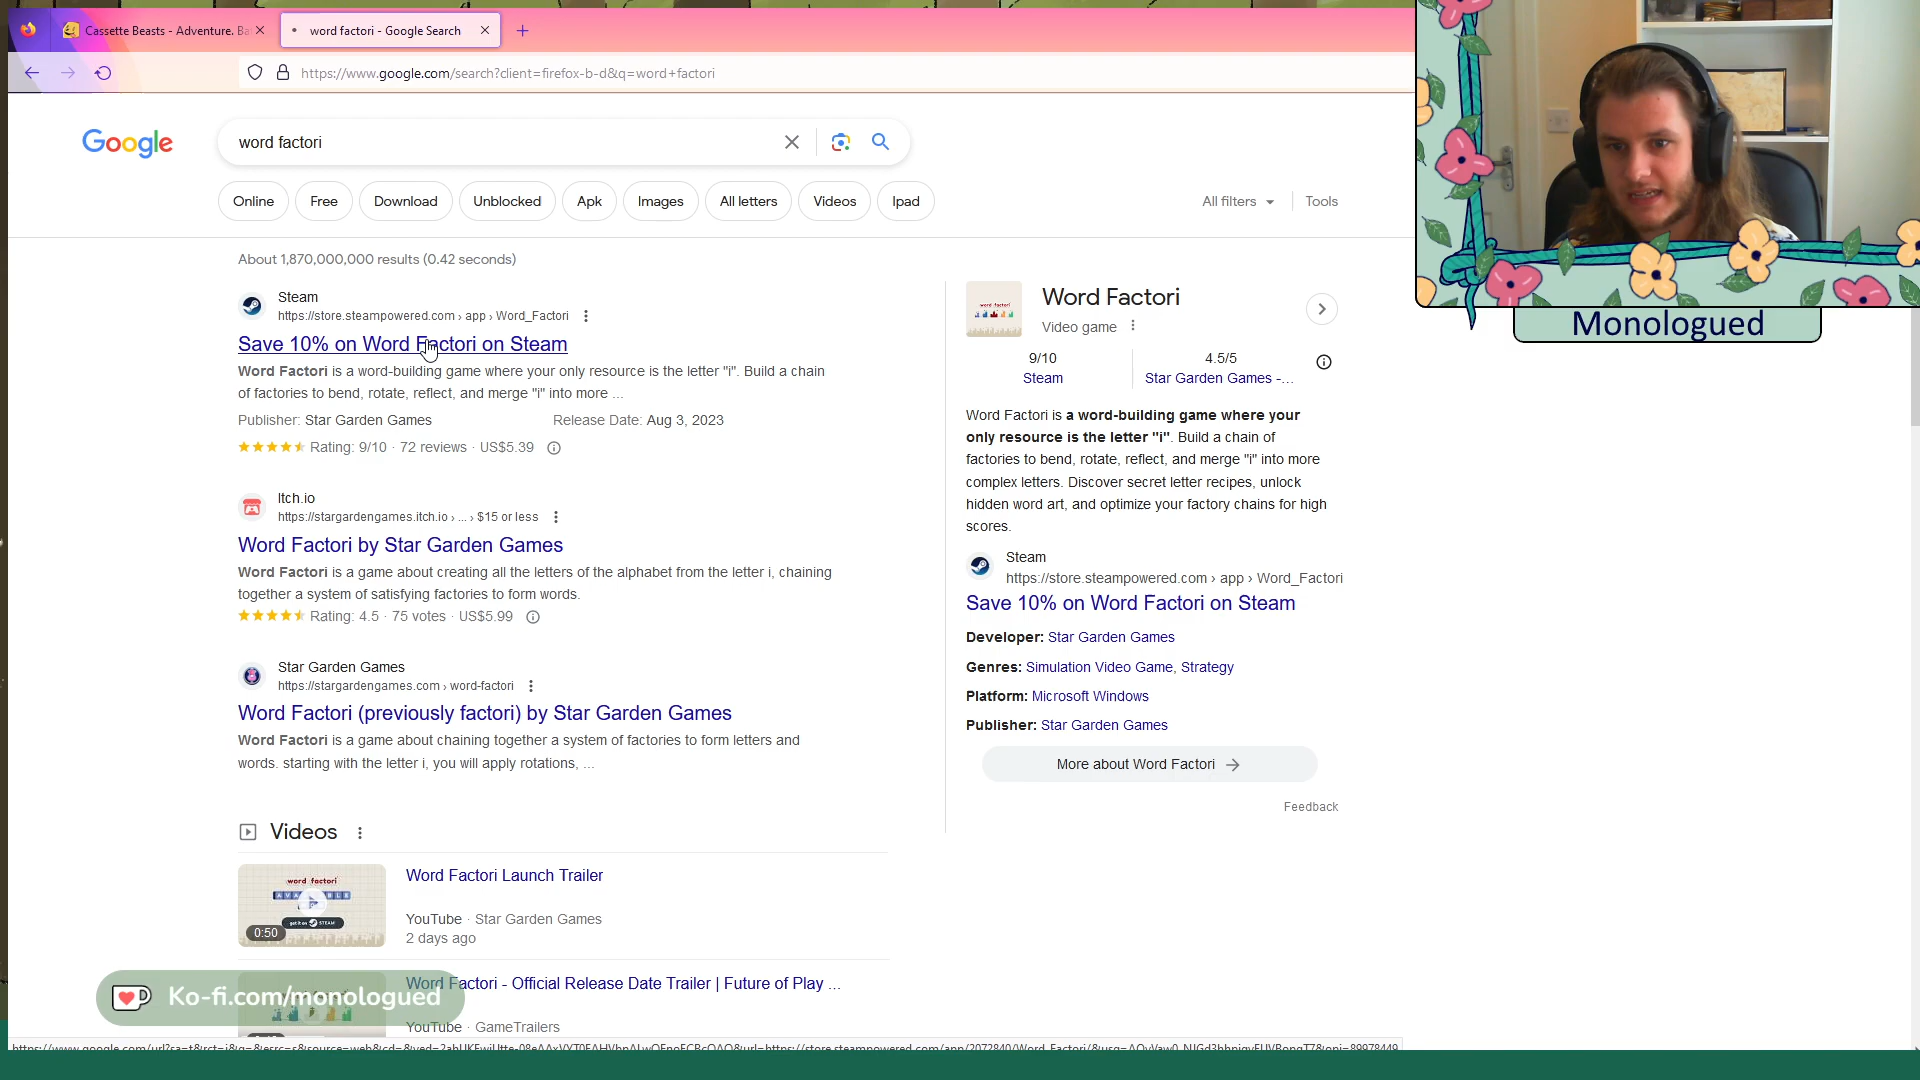 Cassette Beasts - Adventure. Ba
word factori - Google Search
https://www.google.com/search?client=firefox-b-d&q=word+factori
Google
word factori
Online
Free
Download
Unblocked
Apk
Images
All letters
Videos
Ipad
All filters
Tools
About 1,870,000,000 results (0.42 seconds)
Steam
https://store.steampowered.com › app › Word_Factori
Save 10% on Word Factori on Steam
Word Factori is a word-building game where your only resource is the letter "i". Build a chain
of factories to bend, rotate, reflect, and merge "i" into more ...
Publisher: Star Garden Games
Release Date: Aug 3, 2023
Rating: 9/10 · 72 reviews · US$5.39
Itch.io
https://stargardengames.itch.io › ... › $15 or less
Word Factori by Star Garden Games
Word Factori is a game about creating all the letters of the alphabet from the letter i, chaining
together a system of satisfying factories to form words.
Rating: 4.5 · 75 votes · US$5.99
Star Garden Games
https://stargardengames.com › word-factori
Word Factori (previously factori) by Star Garden Games
Word Factori is a game about chaining together a system of factories to form letters and
words. starting with the letter i, you will apply rotations, ...
Videos
word factori
get it on STEAM
0:50
Word Factori Launch Trailer
YouTube · Star Garden Games
2 days ago
Word Factori - Official Release Date Trailer | Future of Play ...
YouTube · GameTrailers
Word Factori
Video game
9/10
Steam
4.5/5
Star Garden Games -...
Word Factori is a word-building game where your
only resource is the letter "i". Build a chain of
factories to bend, rotate, reflect, and merge "i" into more
complex letters. Discover secret letter recipes, unlock
hidden word art, and optimize your factory chains for high
scores.
Steam
https://store.steampowered.com › app › Word_Factori
Save 10% on Word Factori on Steam
Developer: Star Garden Games
Genres: Simulation Video Game, Strategy
Platform: Microsoft Windows
Publisher: Star Garden Games
More about Word Factori
Feedback
Monologued
Ko-fi.com/monologued